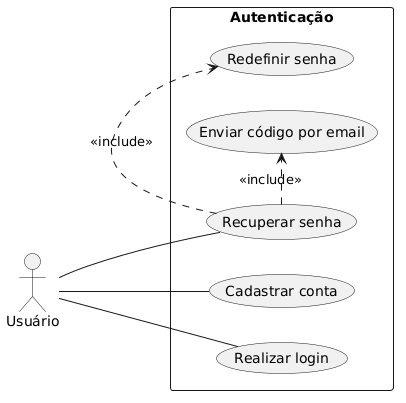 Autenticação
Redefinir senha
Enviar código por email
«include»
«include»
Recuperar senha
Cadastrar conta
Usuário
Realizar login